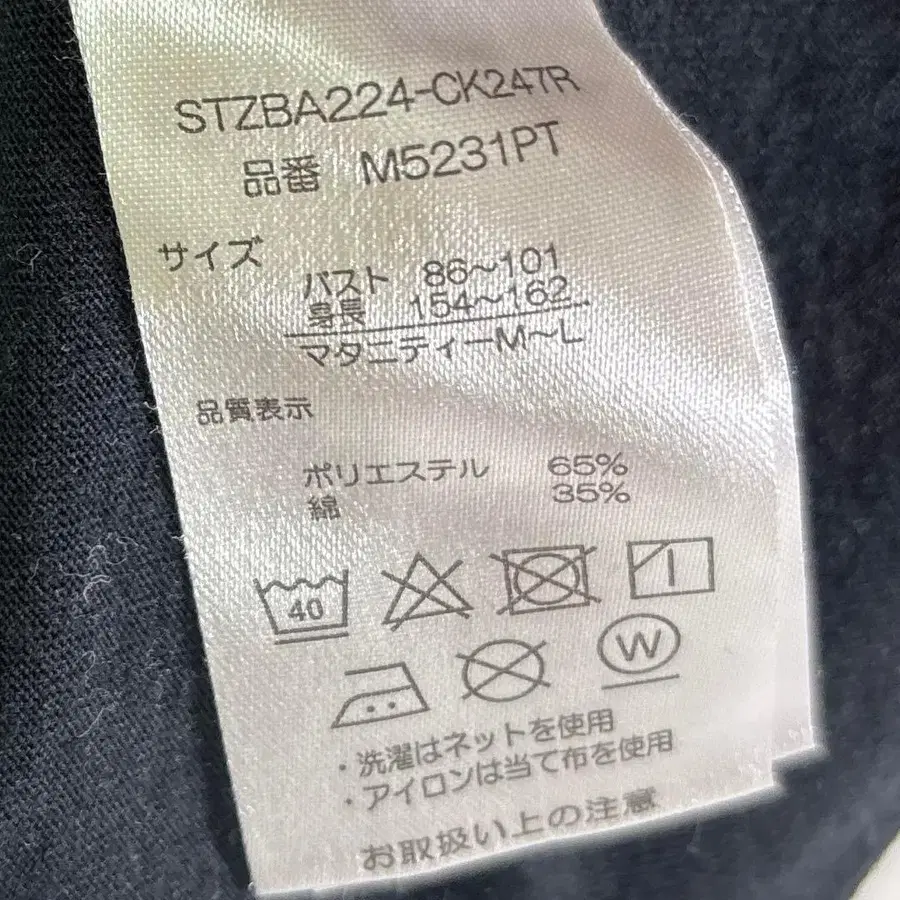 STZBA224-CK247R
品番 M5231PT
サイズ
バスト 86～101
身長 154～162
マタニティーM～L
品質表示
ポリエステル 65%
綿 35%
40
W
・洗濯はネットを使用
・アイロンは当て布を使用
お取扱い上の注意